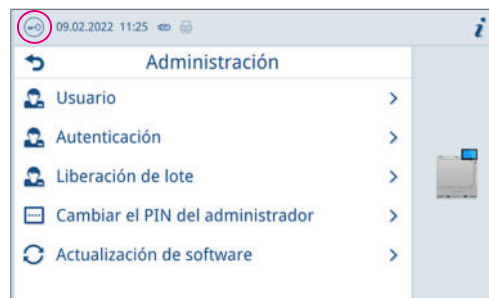 09.02.2022 11:25
i
Administración
Usuario
Autenticación
Liberación de lote
Cambiar el PIN del administrador
Actualización de software